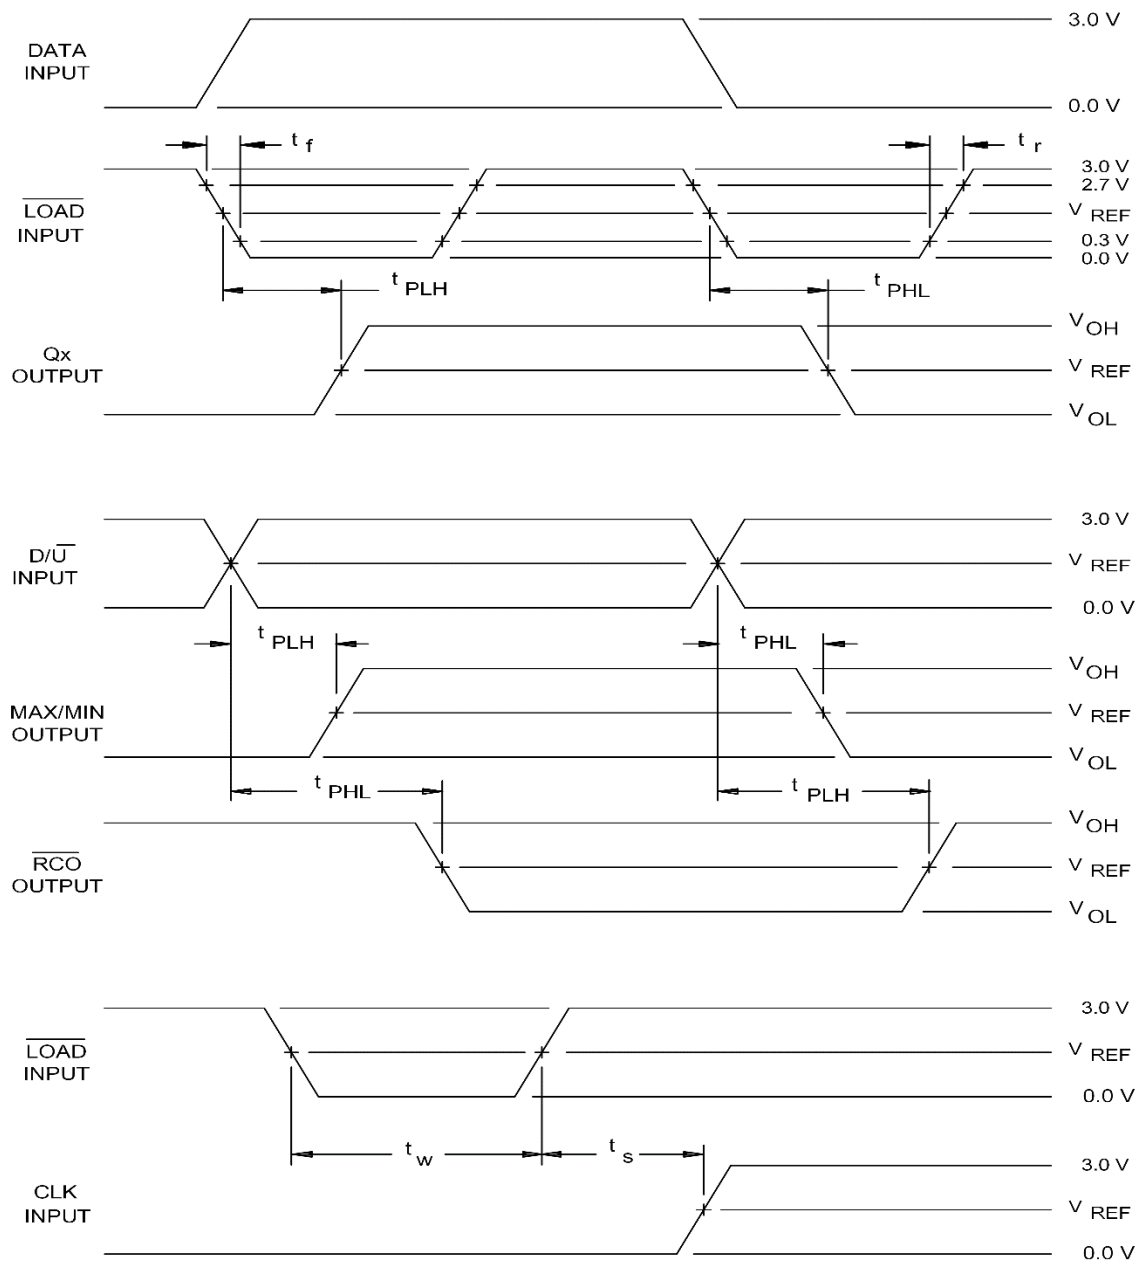 DATA
INPUT
3.0 V
0.0 V
t f
t r
LOAD
INPUT
3.0 V
2.7 V
V REF
0.3 V
0.0 V
t PLH
t PHL
Qx
OUTPUT
V OH
V REF
V OL
D/U̅
INPUT
3.0 V
V REF
0.0 V
t PLH
t PHL
MAX/MIN
OUTPUT
V OH
V REF
V OL
t PHL
t PLH
RCO
OUTPUT
V OH
V REF
V OL
LOAD
INPUT
3.0 V
V REF
0.0 V
t w
t s
CLK
INPUT
3.0 V
V REF
0.0 V